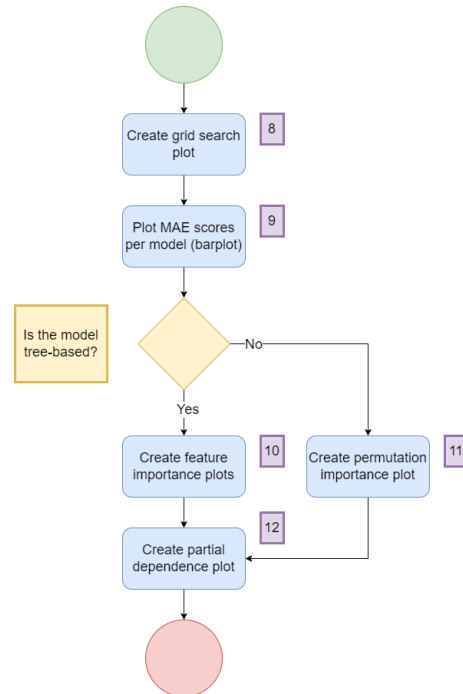 Create grid search
plot
8
Plot MAE scores
per model (barplot)
9
Is the model
tree-based?
No
Yes
Create feature
importance plots
10
Create permutation
importance plot
11
Create partial
dependence plot
12